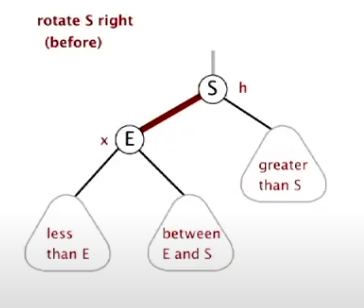 rotate S right
(before)
S h
x E
greater
than S
less
than E
between
E and S